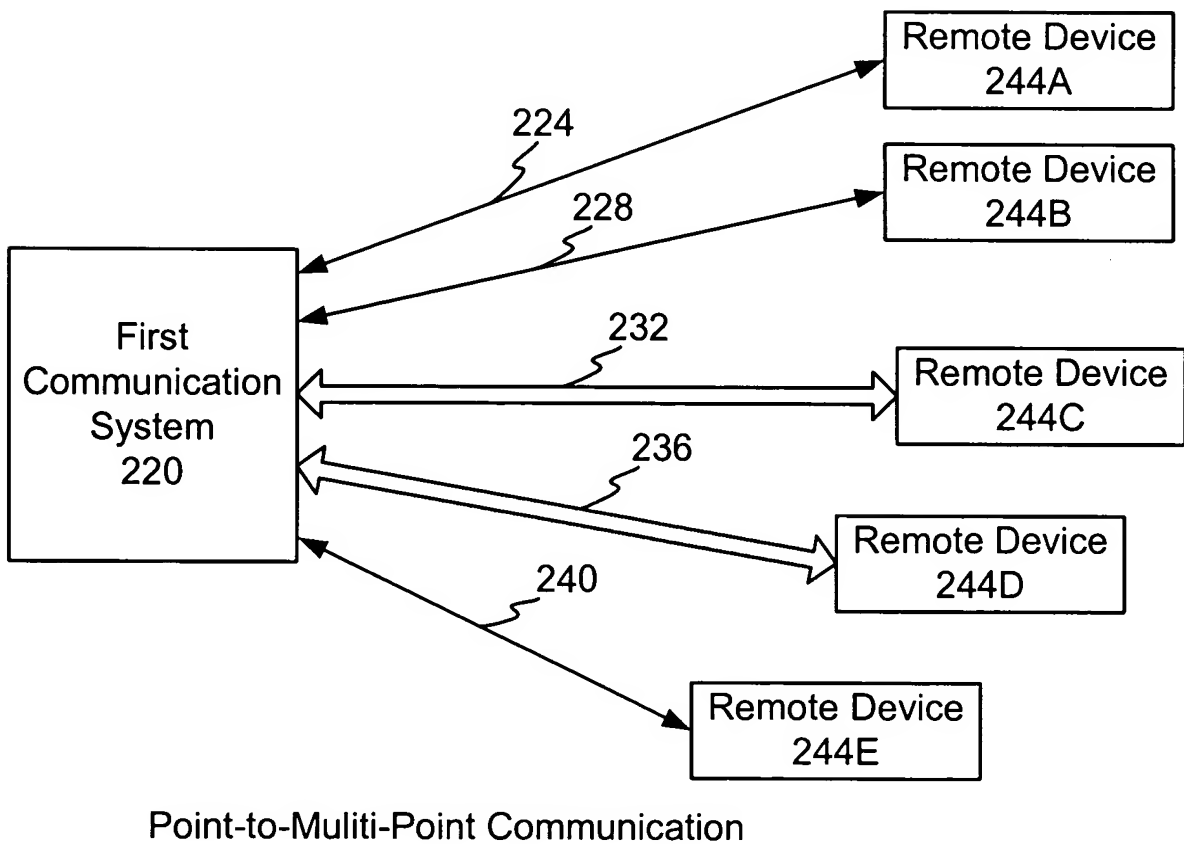 Remote Device
244A
224
Remote Device
244B
228
First
Communication
System
220
232
Remote Device
244C
236
Remote Device
244D
240
Remote Device
244E
Point-to-Muliti-Point Communication